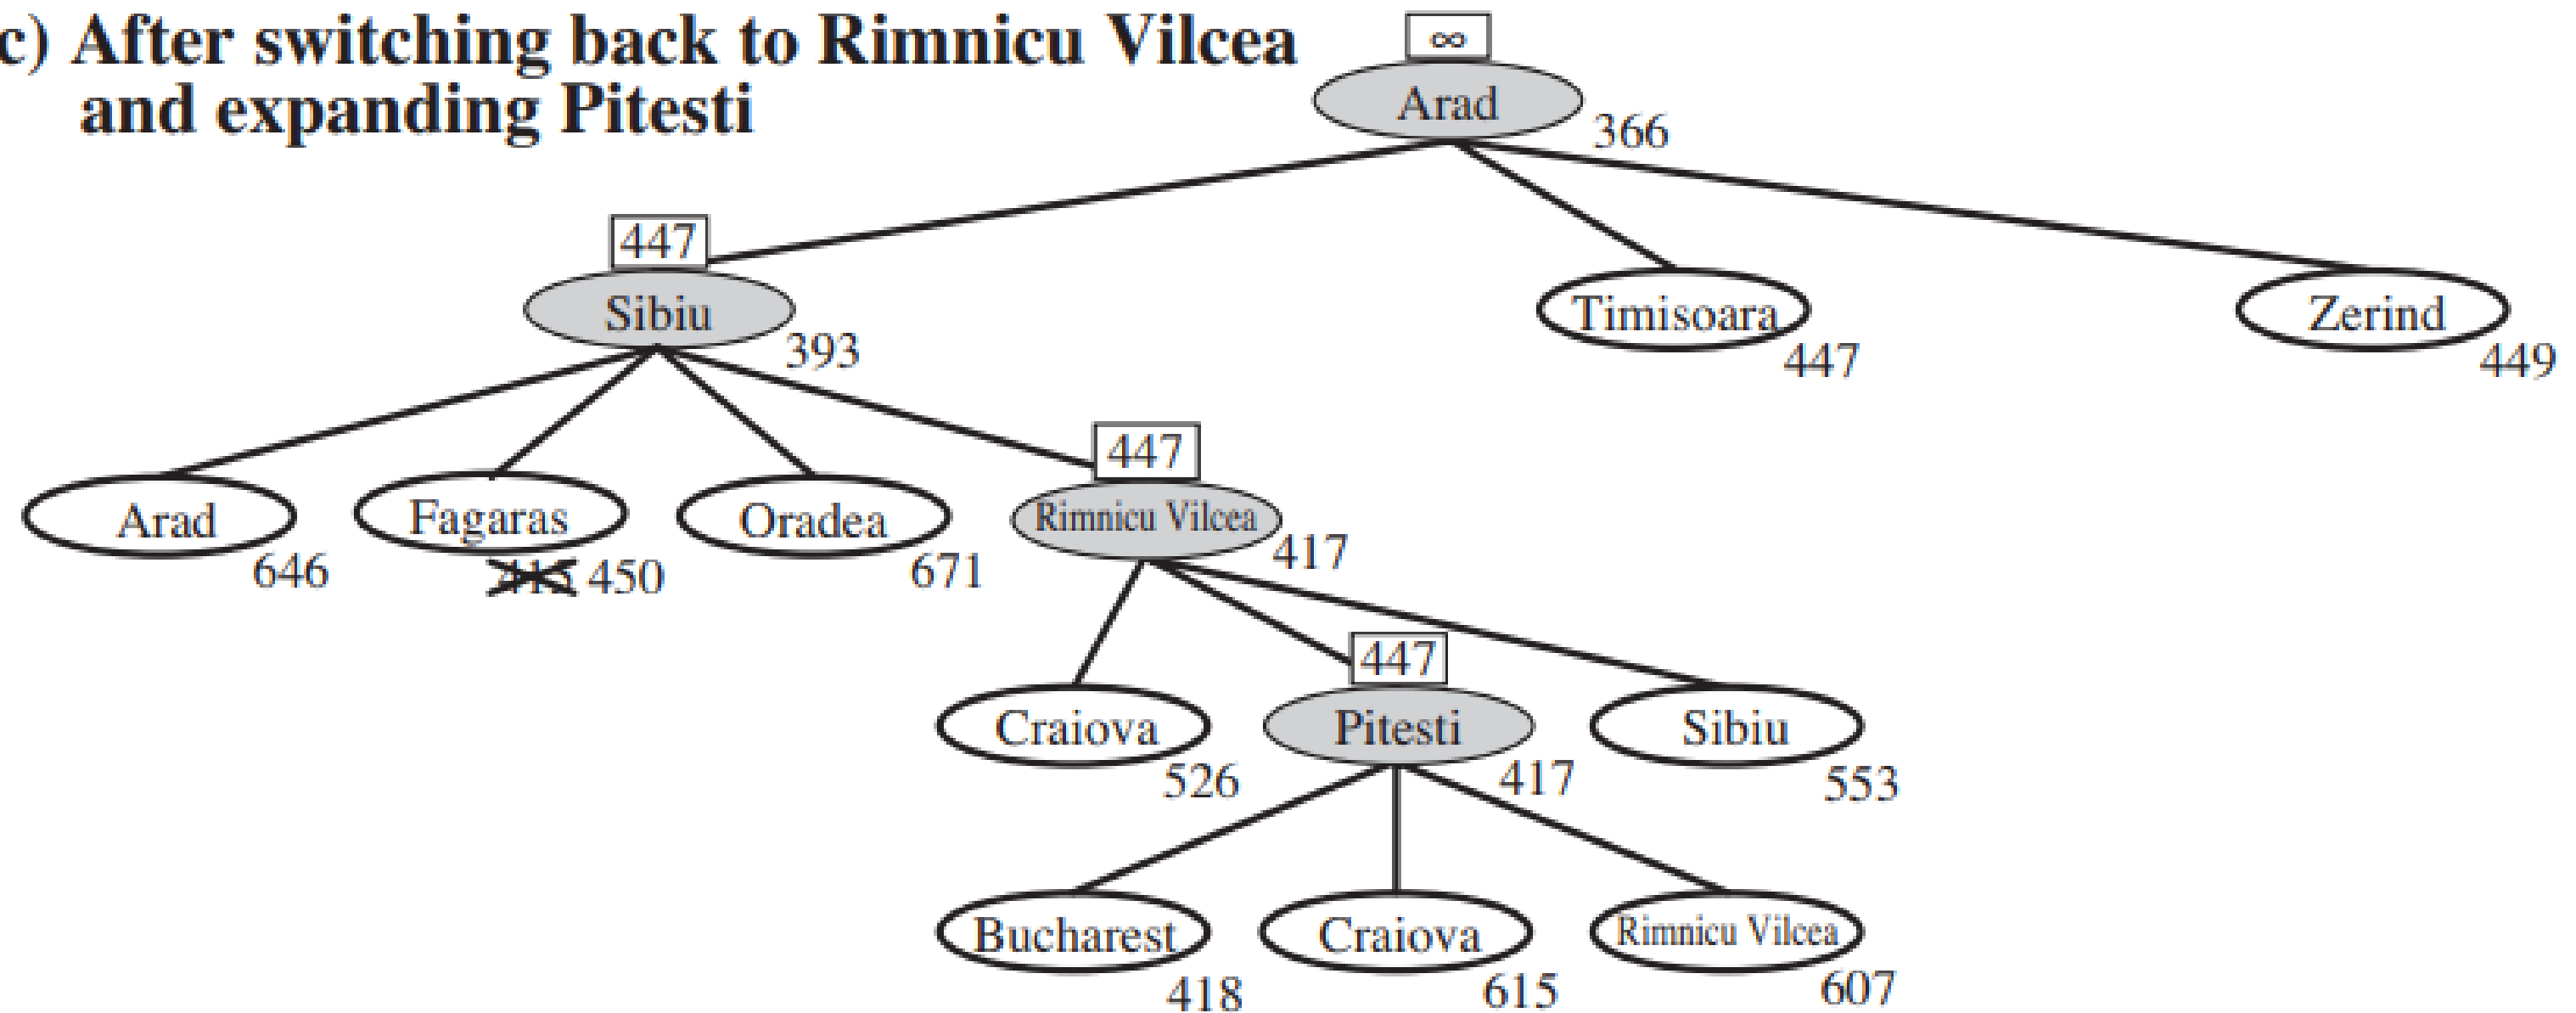 c) After switching back to Rimnicu Vilcea
and expanding Pitesti
∞
Arad
366
447
Sibiu
393
Timisoara
447
Zerind
449
Arad
646
Fagaras
450
Oradea
671
447
Rimnicu Vilcea
417
Craiova
526
447
Pitesti
417
Sibiu
553
Bucharest
418
Craiova
615
Rimnicu Vilcea
607